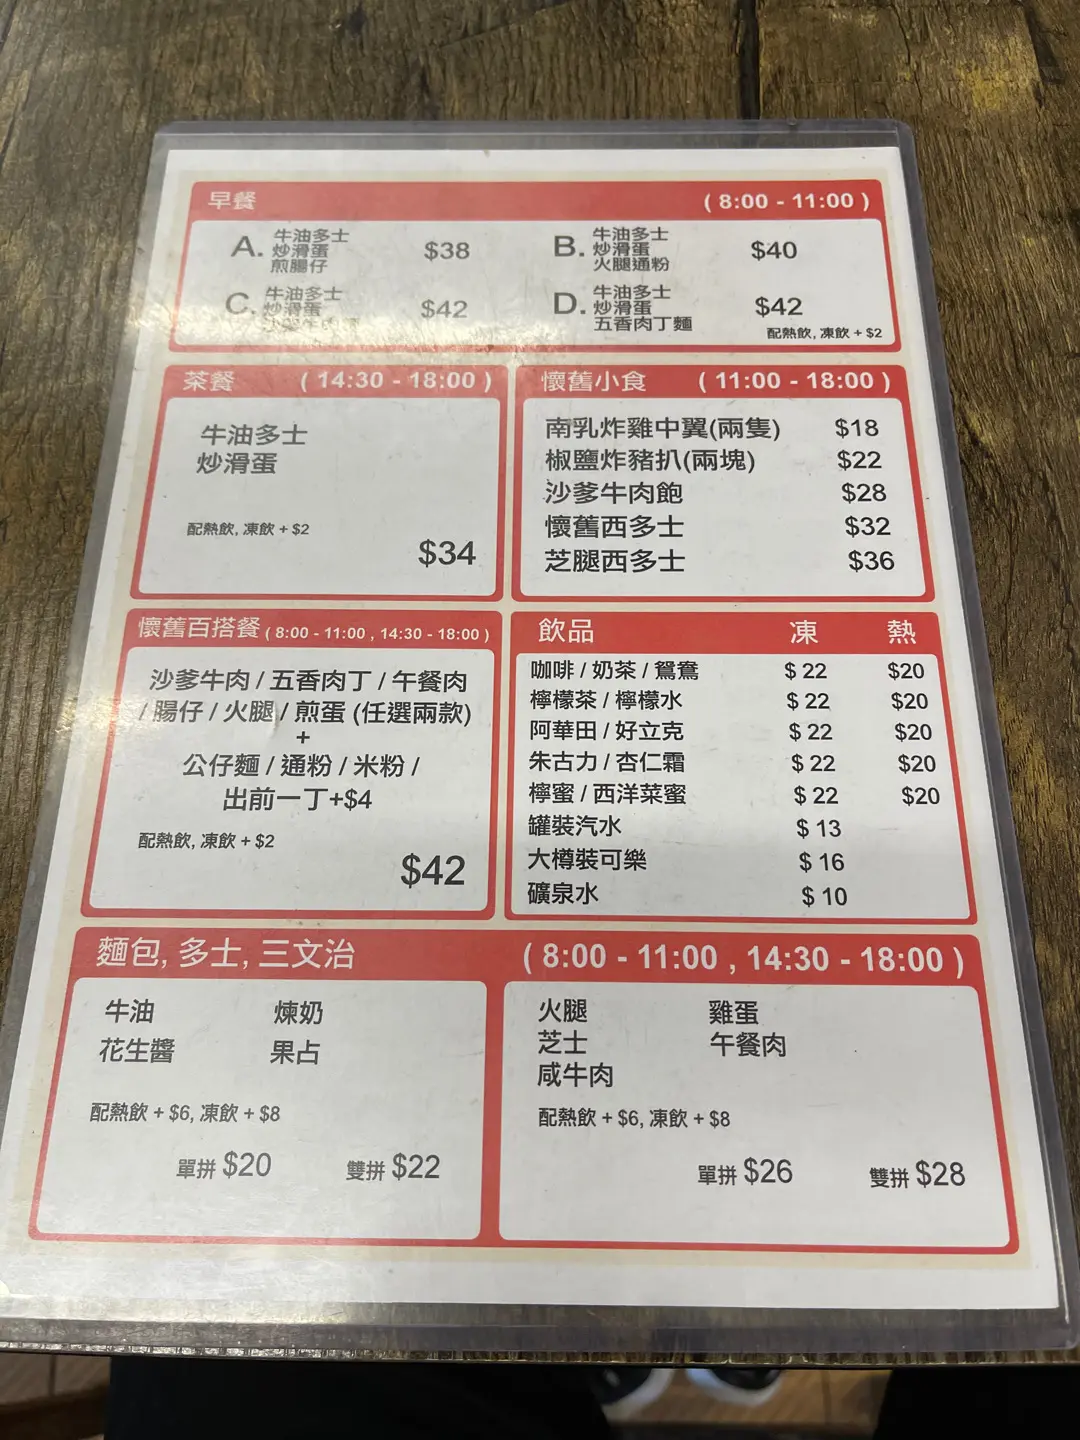 早餐 ( 8:00 - 11:00 )
A. 牛油多士
炒滑蛋
煎腸仔
$38
B. 牛油多士
炒滑蛋
火腿通粉
$40
C. 牛油多士
炒滑蛋
$42
D. 牛油多士
炒滑蛋
五香肉丁麵
$42
配熱飲, 凍飲 + $2
茶餐 ( 14:30 - 18:00 )
牛油多士
炒滑蛋
配熱飲, 凍飲 + $2
$34
懷舊小食 ( 11:00 - 18:00 )
南乳炸雞中翼(兩隻) $18
椒鹽炸豬扒(兩塊) $22
沙爹牛肉飽 $28
懷舊西多士 $32
芝腿西多士 $36
懷舊百搭餐 ( 8:00 - 11:00 , 14:30 - 18:00 )
沙爹牛肉 / 五香肉丁 / 午餐肉
/ 腸仔 / 火腿 / 煎蛋 (任選兩款)
+
公仔麵 / 通粉 / 米粉 /
出前一丁+$4
配熱飲, 凍飲 + $2
$42
飲品 凍 熱
咖啡 / 奶茶 / 鴛鴦 $ 22 $20
檸檬茶 / 檸檬水 $ 22 $20
阿華田 / 好立克 $ 22 $20
朱古力 / 杏仁霜 $ 22 $20
檸蜜 / 西洋菜蜜 $ 22 $20
罐裝汽水 $ 13
大樽裝可樂 $ 16
礦泉水 $ 10
麵包, 多士, 三文治 ( 8:00 - 11:00 , 14:30 - 18:00 )
牛油 煉奶
花生醬 果占
配熱飲 + $6, 凍飲 + $8
單拼 $20 雙拼 $22
火腿 雞蛋
芝士 午餐肉
咸牛肉
配熱飲 + $6, 凍飲 + $8
單拼 $26 雙拼 $28